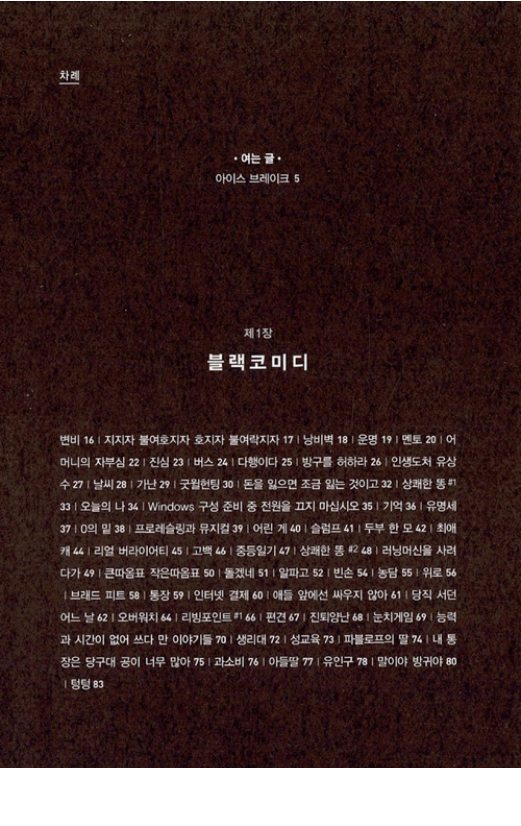 차례
• 여는 글 •
아이스 브레이크 5
제1장
블랙코미디
변비 16 | 지지자 불여호지자 호지자 불여락지자 17 | 낭비벽 18 | 운명 19 | 멘토 20 | 어
머니의 자부심 22 | 진심 23 | 버스 24 | 다행이다 25 | 방구를 허하라 26 | 인생도처 유상
수 27 | 날씨 28 | 가난 29 | 굿윌헌팅 30 | 돈을 잃으면 조금 잃는 것이고 32 | 상쾌한 똥 #1
33 | 오늘의 나 34 | Windows 구성 준비 중 전원을 끄지 마십시오 35 | 기억 36 | 유명세
37 | 0의 밑 38 | 프로레슬링과 뮤지컬 39 | 어린 게 40 | 슬럼프 41 | 두부 한 모 42 | 최애
캐 44 | 리얼 버라이어티 45 | 고백 46 | 중등일기 47 | 상쾌한 똥 #2 48 | 러닝머신을 사려
다가 49 | 큰따옴표 작은따옴표 50 | 돌겠네 51 | 알파고 52 | 빈손 54 | 농담 55 | 위로 56
| 브래드 피트 58 | 통장 59 | 인터넷 결제 60 | 애들 앞에선 싸우지 않아 61 | 당직 서던
어느 날 62 | 오버워치 64 | 리빙포인트 #1 66 | 편견 67 | 진퇴양난 68 | 눈치게임 69 | 능력
과 시간이 없어 쓰다 만 이야기들 70 | 생리대 72 | 성교육 73 | 파블로프의 딸 74 | 내 통
장은 당구대 공이 너무 많아 75 | 과소비 76 | 아들딸 77 | 유인구 78 | 말이야 방귀야 80
| 텅텅 83